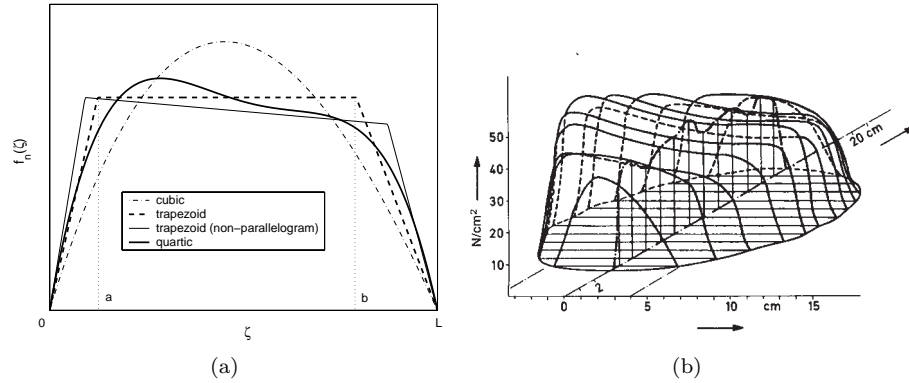 f_n(ζ)
cubic
trapezoid
trapezoid (non−parallelogram)
quartic
a
b
0
ζ
L
(a)
N/cm²
50
40
30
20
10
20 cm
2
0
5
10
cm
15
(b)